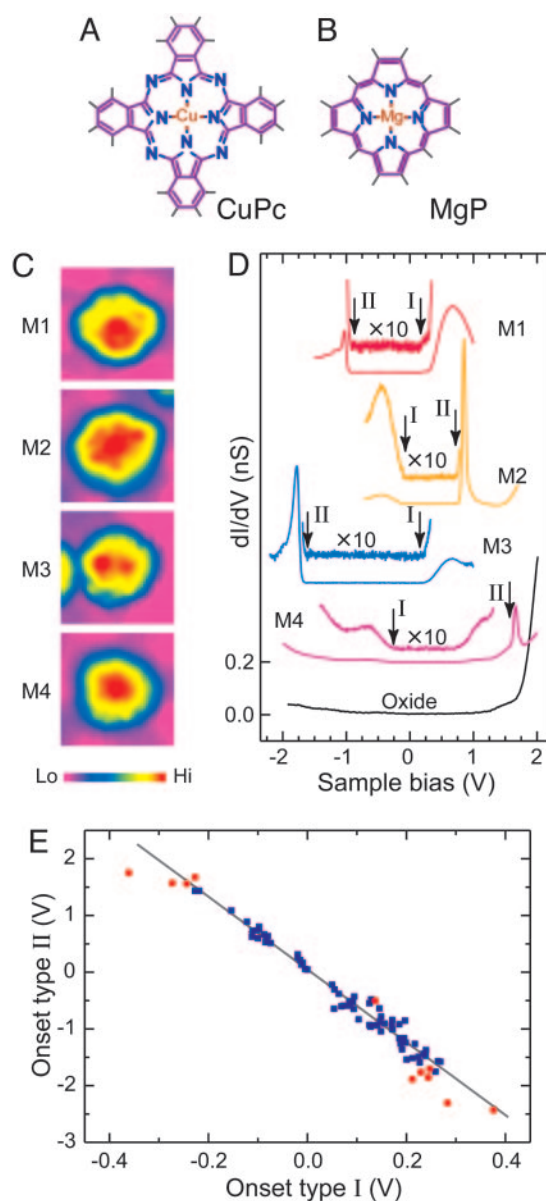 A
B
N
N
N
N
Cu
N
N
N
N
CuPc
N
N
Mg
N
N
MgP
C
M1
M2
M3
M4
Lo
Hi
D
II
I
×10
M1
I
II
×10
M2
II
I
×10
M3
M4
I
×10
II
Oxide
dI/dV (nS)
0.2
0.0
-2
-1
0
1
2
Sample bias (V)
E
Onset type II (V)
2
1
0
-1
-2
-3
-0.4
-0.2
0.0
0.2
0.4
Onset type I (V)